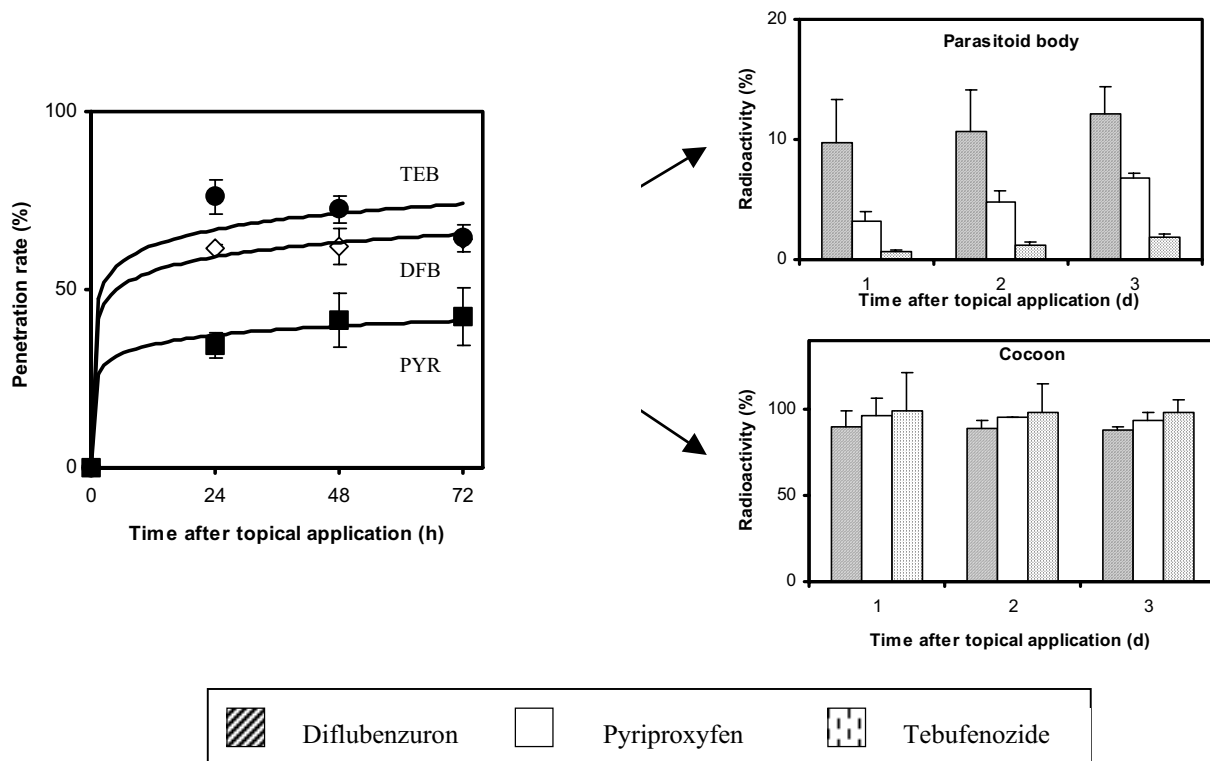 Penetration rate (%)
100
50
0
0 24 48 72
Time after topical application (h)
TEB
DFB
PYR
Parasitoid body
Radioactivity (%)
20
10
0
1 2 3
Time after topical application (d)
Cocoon
Radioactivity (%)
100
50
0
1 2 3
Time after topical application (d)
Diflubenzuron Pyriproxyfen Tebufenozide